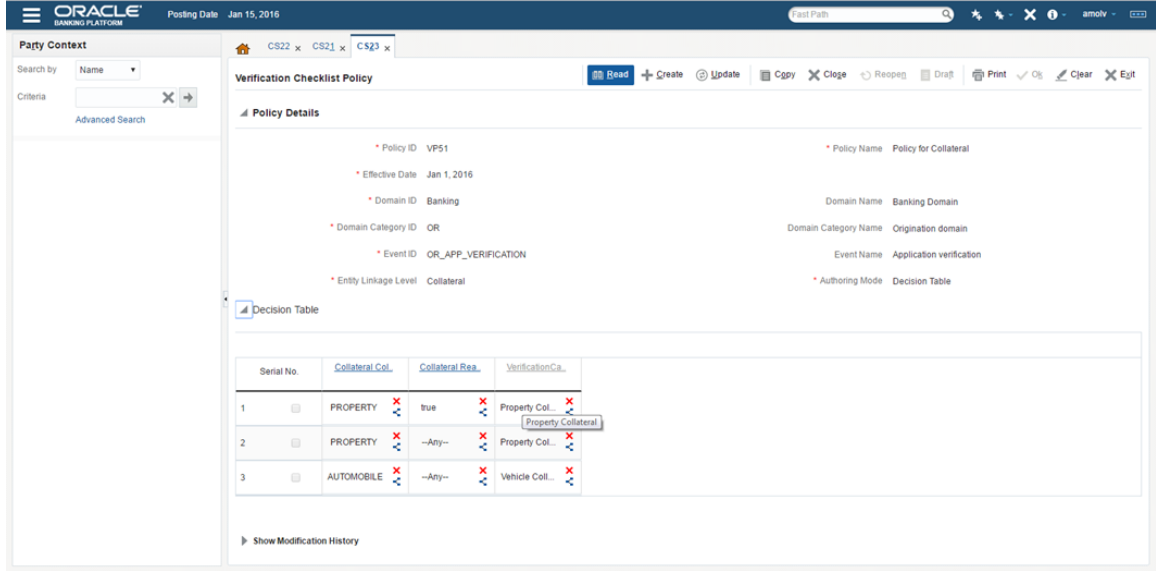 ORACLE
BANKING PLATFORM
Posting Date Jan 15, 2016
Fast Path
amolv
Party Context
Search by Name
Criteria
Advanced Search
CS22 x CS21 x CS23 x
Verification Checklist Policy
Read Create Update Copy Close Reopen Draft Print Ok Clear Exit
Policy Details
* Policy ID VP51 * Policy Name Policy for Collateral
* Effective Date Jan 1, 2016
* Domain ID Banking Domain Name Banking Domain
* Domain Category ID OR Domain Category Name Origination domain
* Event ID OR_APP_VERIFICATION Event Name Application verification
* Entity Linkage Level Collateral * Authoring Mode Decision Table
Decision Table
Serial No. Collateral Col.. Collateral Rea.. VerificationCa..
1 PROPERTY true Property Col...
Property Collateral
2 PROPERTY --Any-- Property Col...
3 AUTOMOBILE --Any-- Vehicle Coll...
Show Modification History